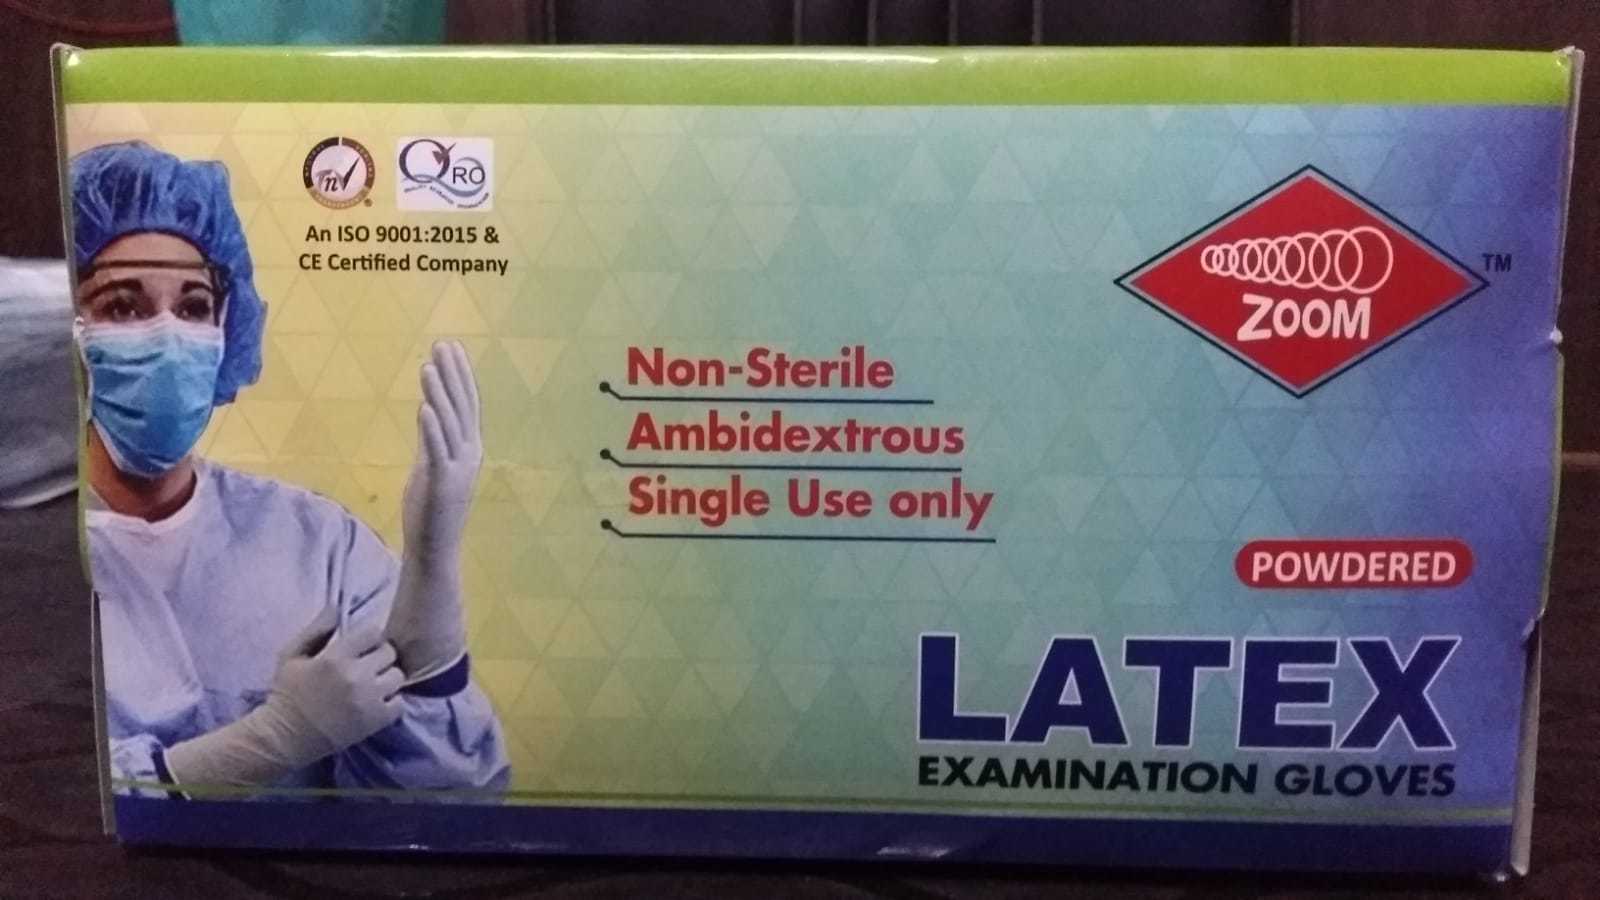 QRO
An ISO 9001:2015 &
CE Certified Company
ZOOM
TM
Non-Sterile
Ambidextrous
Single Use only
POWDERED
LATEX
EXAMINATION GLOVES